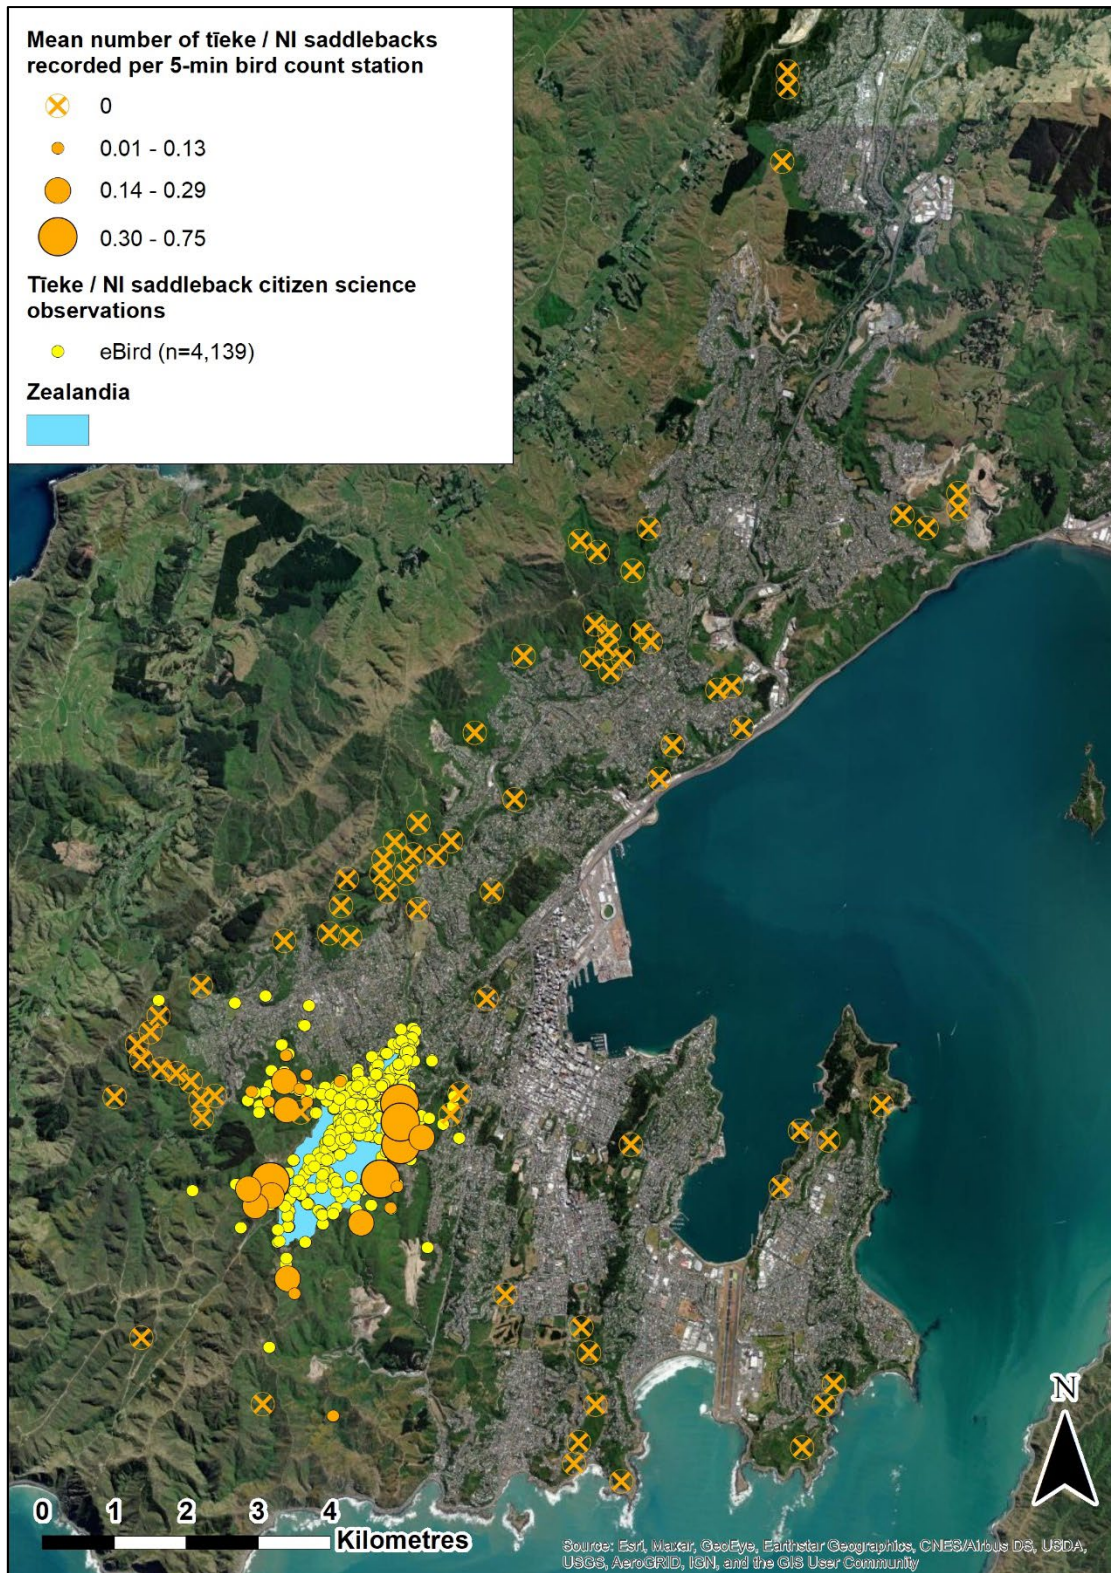 Mean number of tīeke / NI saddlebacks
recorded per 5-min bird count station
0
0.01 - 0.13
0.14 - 0.29
0.30 - 0.75
Tīeke / NI saddleback citizen science
observations
eBird (n=4,139)
Zealandia
N
0 1 2 3 4
Kilometres
Source: Esri, Maxar, GeoEye, Earthstar Geographics, CNES/Airbus DS, USDA,
USGS, AeroGRID, IGN, and the GIS User Community